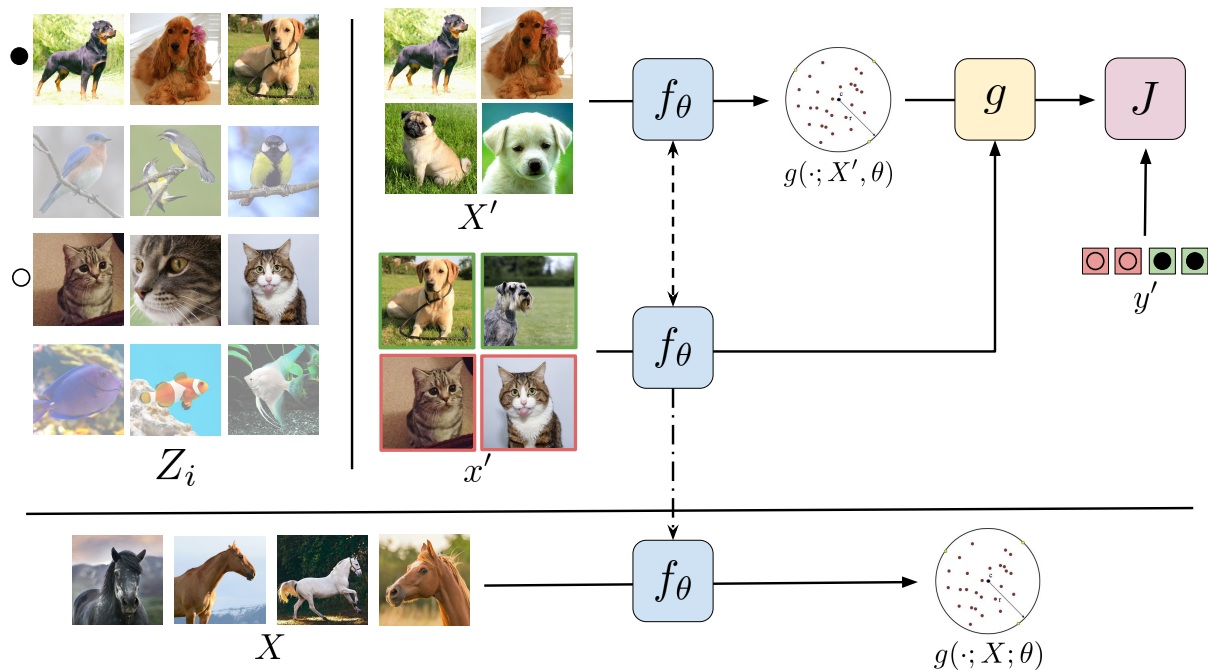 Z_i
X′
x′
f_θ
g(·; X′, θ)
g
J
f_θ
y′
X
f_θ
g(·; X; θ)